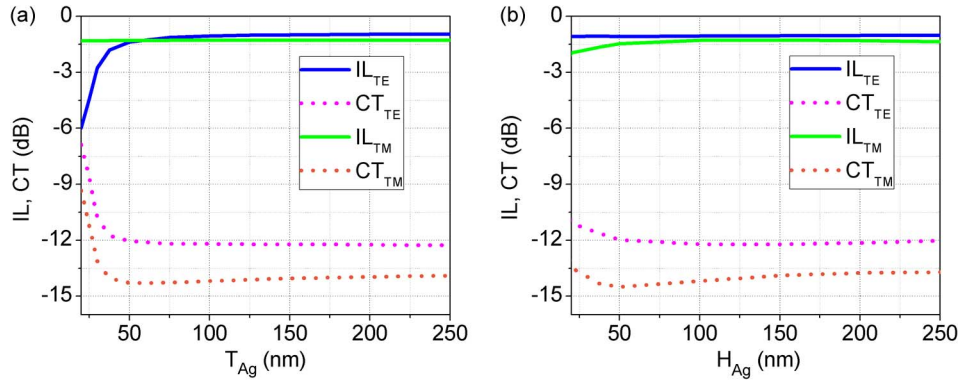 (a)
0
-3
-6
-9
-12
-15
IL, CT (dB)
50
100
150
200
250
T_Ag (nm)
IL_TE
CT_TE
IL_TM
CT_TM
(b)
0
-3
-6
-9
-12
-15
IL, CT (dB)
50
100
150
200
250
H_Ag (nm)
IL_TE
CT_TE
IL_TM
CT_TM